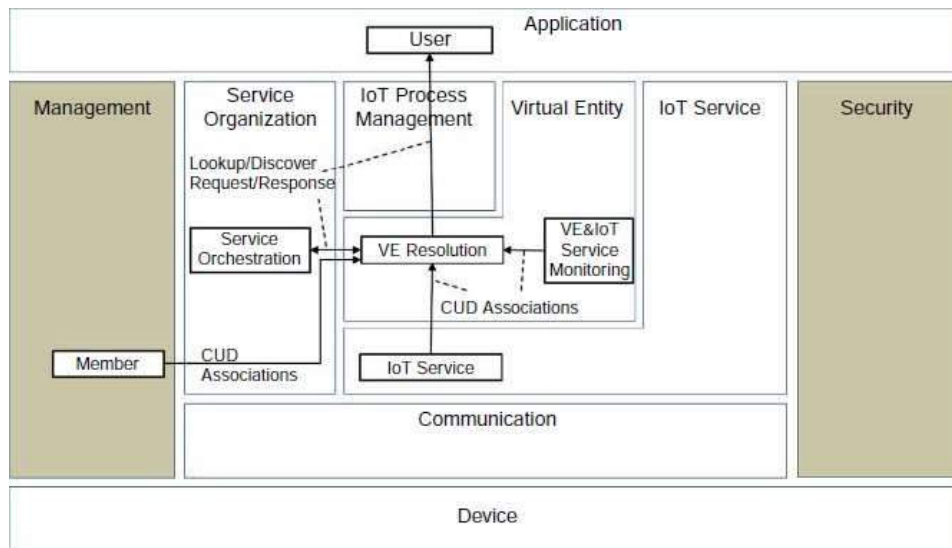 Application
User
Management
Service
Organization
IoT Process
Management
Virtual Entity
IoT Service
Security
Lookup/Discover
Request/Response
Service
Orchestration
VE Resolution
VE&IoT
Service
Monitoring
CUD Associations
Member
CUD
Associations
IoT Service
Communication
Device